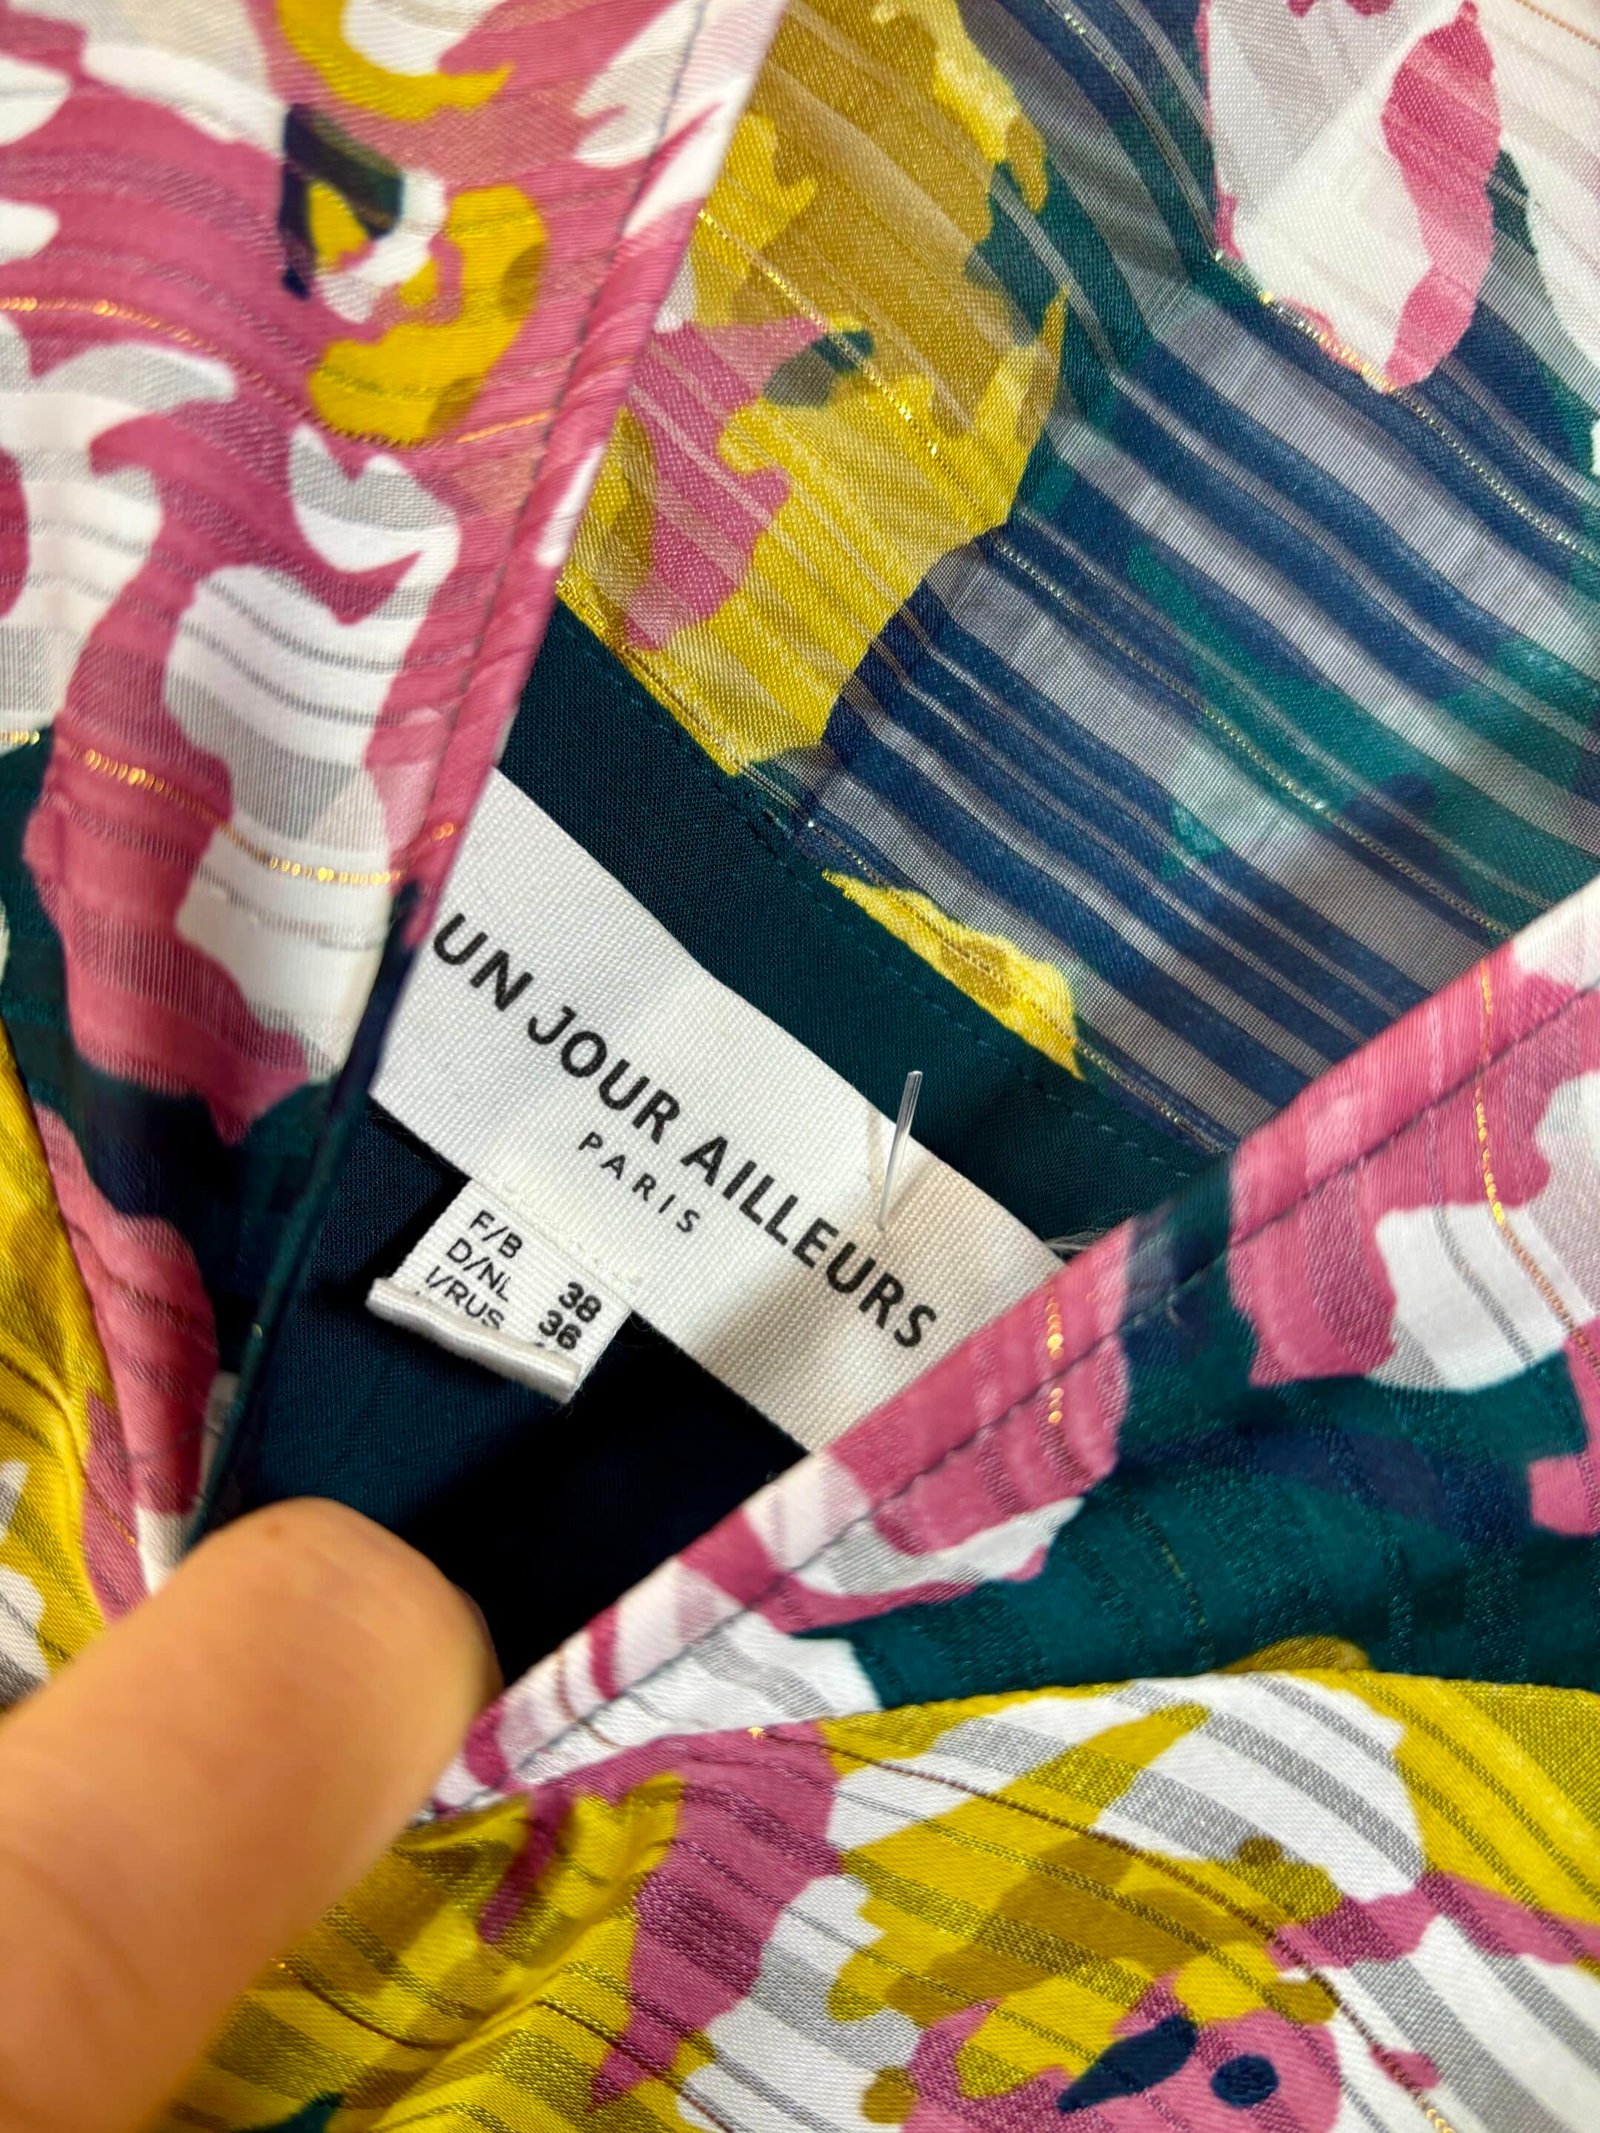 UN JOUR AILLEURS
PARIS
F/B 38
D/NL 36
I/RUS